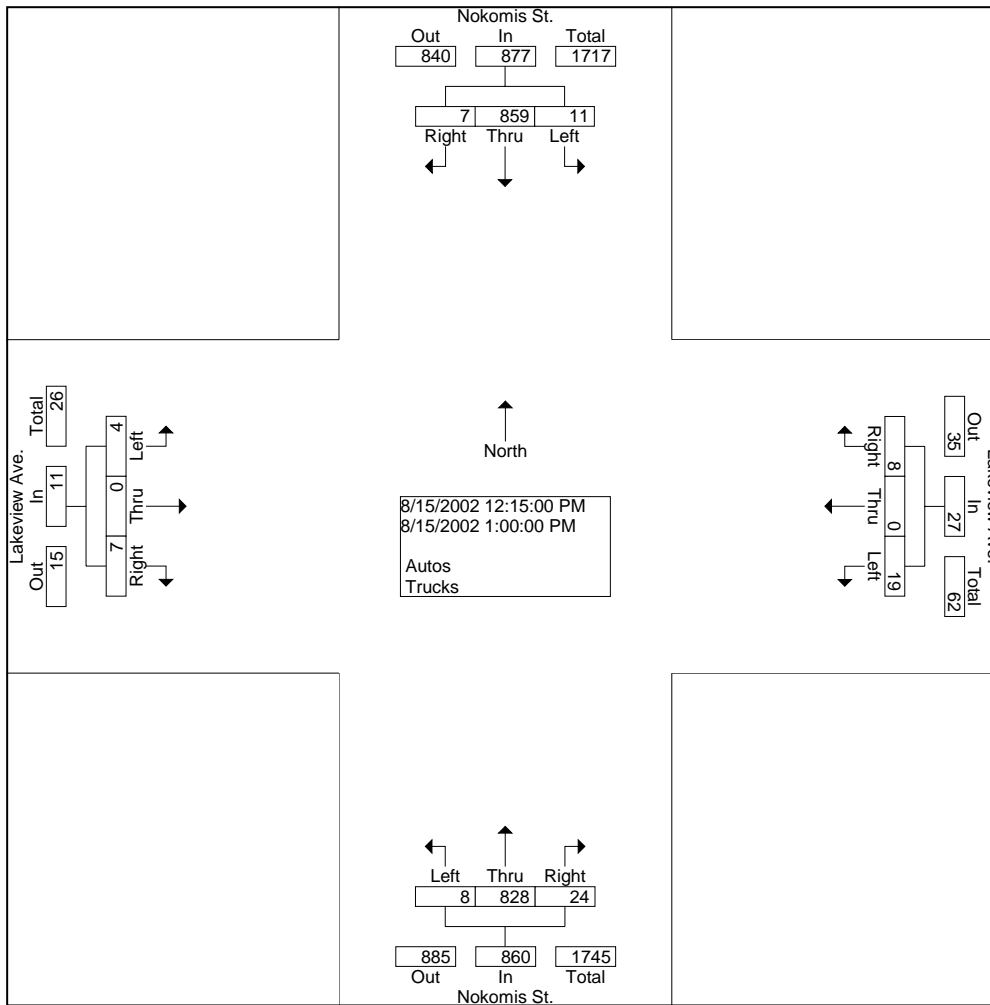 Nokomis St.
Out In Total
840 877 1717
7 859 11
Right Thru Left
Lakeview Ave.
Total In Out
26 11 15
4 0 7
Left Thru Right
North
8/15/2002 12:15:00 PM
8/15/2002 1:00:00 PM
Autos
Trucks
Right Thru Left
8 0 19
Out In Total
35 27 62
Left Thru Right
8 828 24
885 860 1745
Out In Total
Nokomis St.